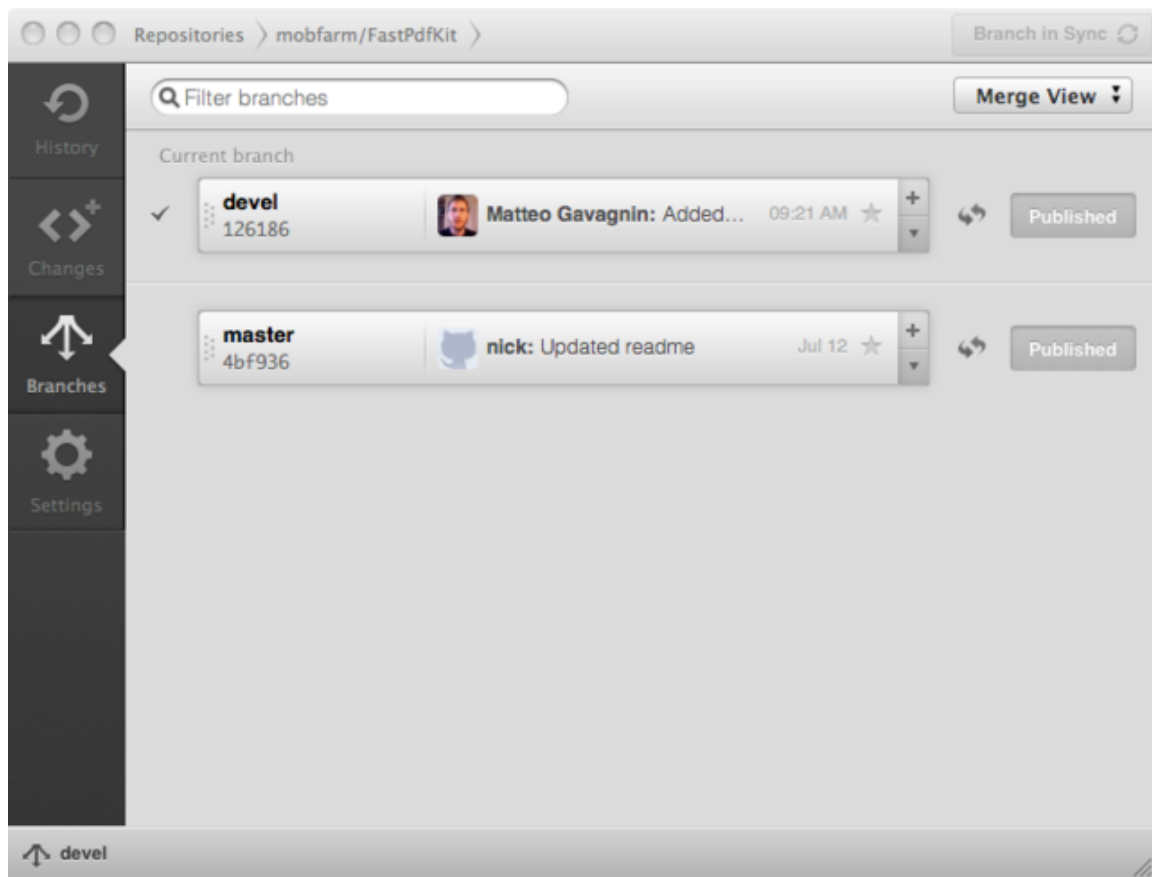 Repositories mobfarm/FastPdfKit Branch in Sync
Filter branches Merge View
History
Current branch
devel
126186
Matteo Gavagnin: Added... 09:21 AM Published
Changes
master
4bf936
nick: Updated readme Jul 12 Published
Branches
Settings
devel